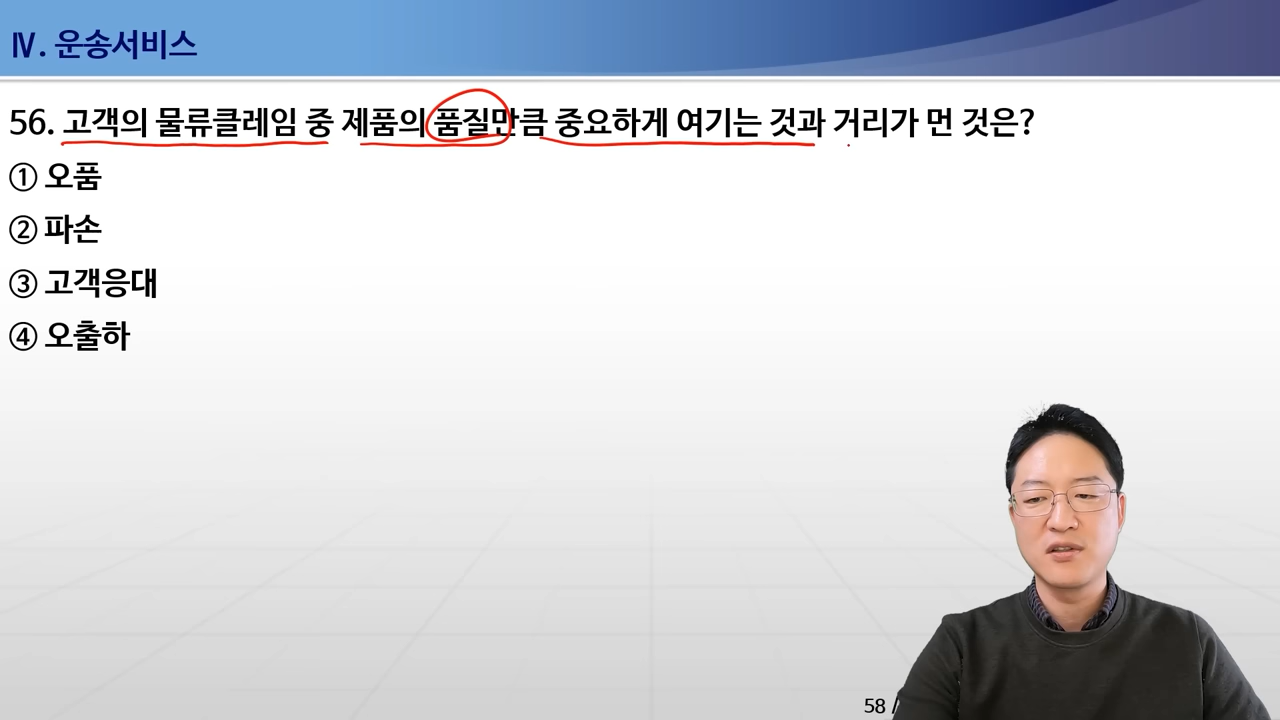 Ⅳ. 운송서비스
56. 고객의 물류클레임 중 제품의 품질만큼 중요하게 여기는 것과 거리가 먼 것은?
① 오품
② 파손
③ 고객응대
④ 오출하
58 /